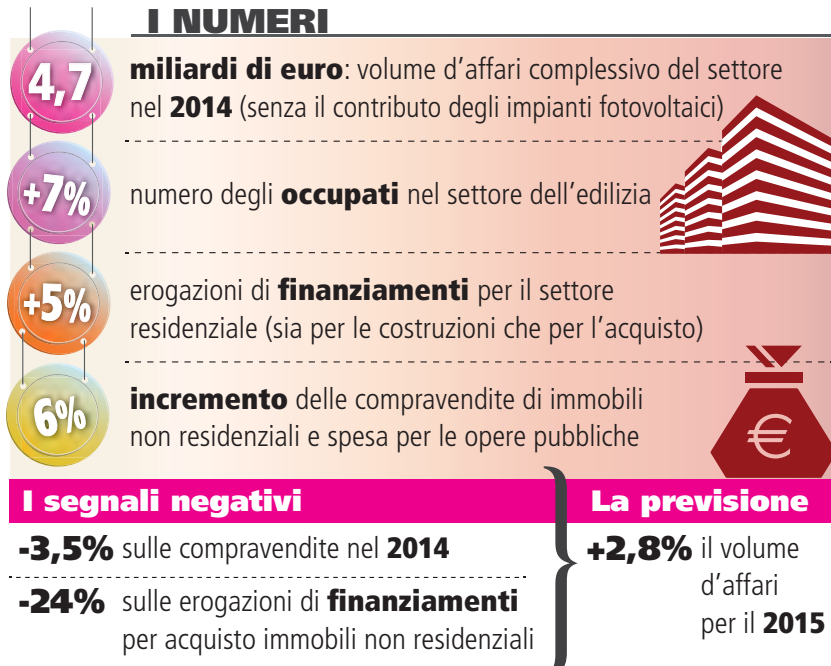 I NUMERI
4,7
miliardi di euro: volume d'affari complessivo del settore
nel 2014 (senza il contributo degli impianti fotovoltaici)
+7%
numero degli occupati nel settore dell'edilizia
+5%
erogazioni di finanziamenti per il settore
residenziale (sia per le costruzioni che per l'acquisto)
6%
incremento delle compravendite di immobili
non residenziali e spesa per le opere pubbliche
€
I segnali negativi
-3,5% sulle compravendite nel 2014
-24% sulle erogazioni di finanziamenti
per acquisto immobili non residenziali
La previsione
+2,8% il volume
d'affari
per il 2015